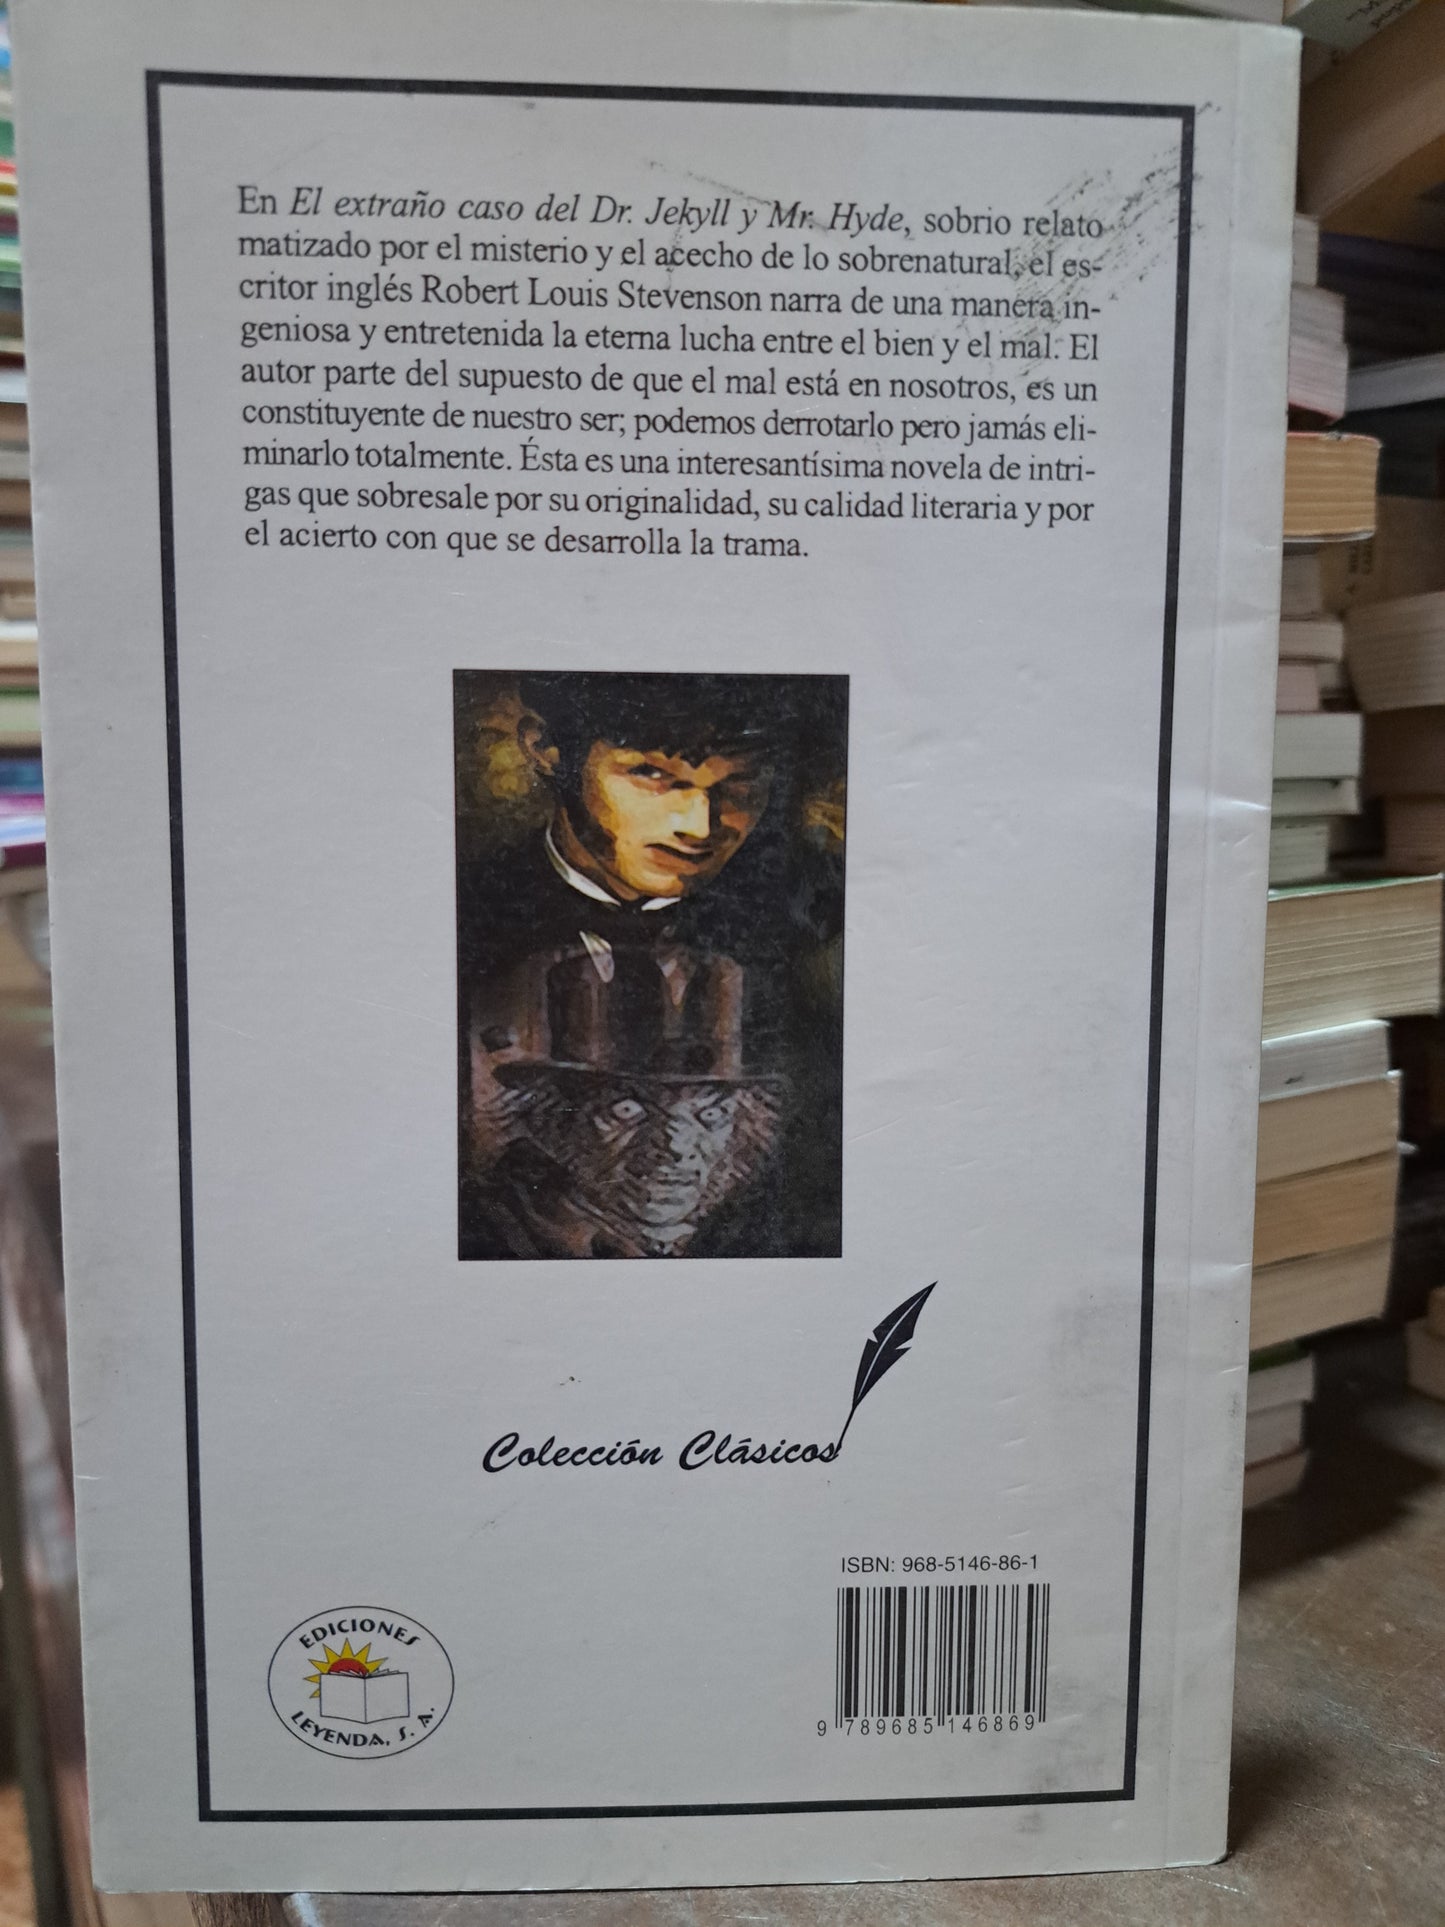 En El extraño caso del Dr. Jekyll y Mr. Hyde, sobrio relato
matizado por el misterio y el acecho de lo sobrenatural, el es-
critor inglés Robert Louis Stevenson narra de una manera in-
geniosa y entretenida la eterna lucha entre el bien y el mal. El
autor parte del supuesto de que el mal está en nosotros, es un
constituyente de nuestro ser; podemos derrotarlo pero jamás eli-
minarlo totalmente. Ésta es una interesantísima novela de intri-
gas que sobresale por su originalidad, su calidad literaria y por
el acierto con que se desarrolla la trama.
Colección Clásicos
ISBN: 968-5146-86-1
9 789685 146869
EDICIONES
LEYENDA, S. A.